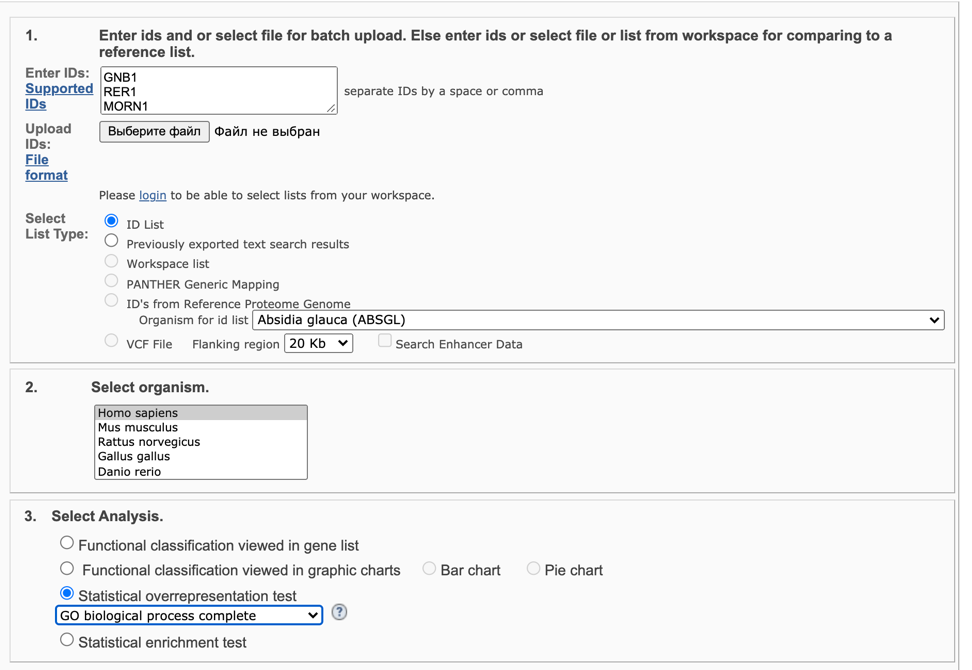 1. Enter ids and or select file for batch upload. Else enter ids or select file or list from workspace for comparing to a
reference list.
Enter IDs:
Supported
IDs
GNB1
RER1
MORN1
separate IDs by a space or comma
Upload
IDs:
File
format
Выберите файл Файл не выбран
Please login to be able to select lists from your workspace.
Select
List Type:
ID List
Previously exported text search results
Workspace list
PANTHER Generic Mapping
ID's from Reference Proteome Genome
Organism for id list Absidia glauca (ABSGL)
VCF File Flanking region 20 Kb Search Enhancer Data
2. Select organism.
Homo sapiens
Mus musculus
Rattus norvegicus
Gallus gallus
Danio rerio
3. Select Analysis.
Functional classification viewed in gene list
Functional classification viewed in graphic charts Bar chart Pie chart
Statistical overrepresentation test
GO biological process complete ?
Statistical enrichment test